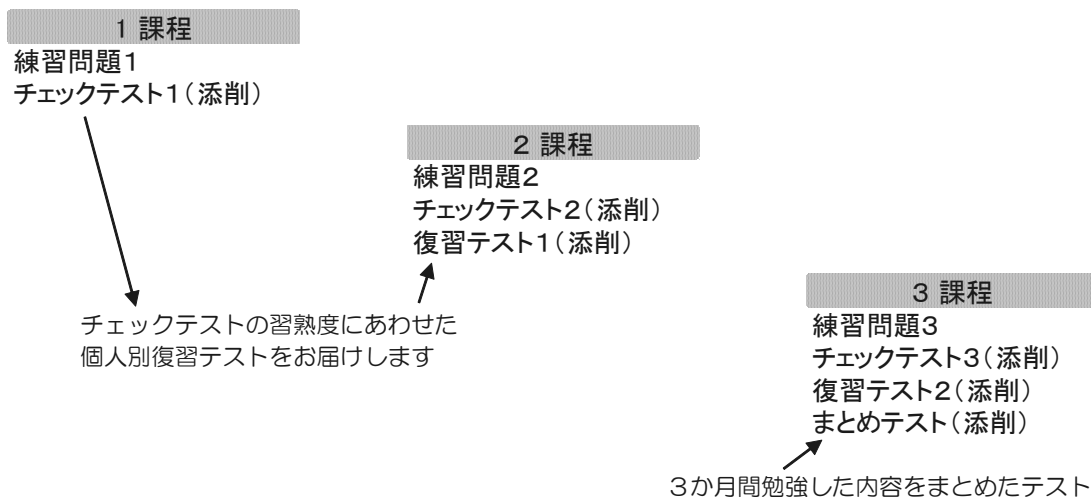 1 課程
練習問題1
チェックテスト1(添削)
2 課程
練習問題2
チェックテスト2(添削)
復習テスト1(添削)
チェックテストの習熟度にあわせた
個人別復習テストをお届けします
3 課程
練習問題3
チェックテスト3(添削)
復習テスト2(添削)
まとめテスト(添削)
3か月間勉強した内容をまとめたテスト